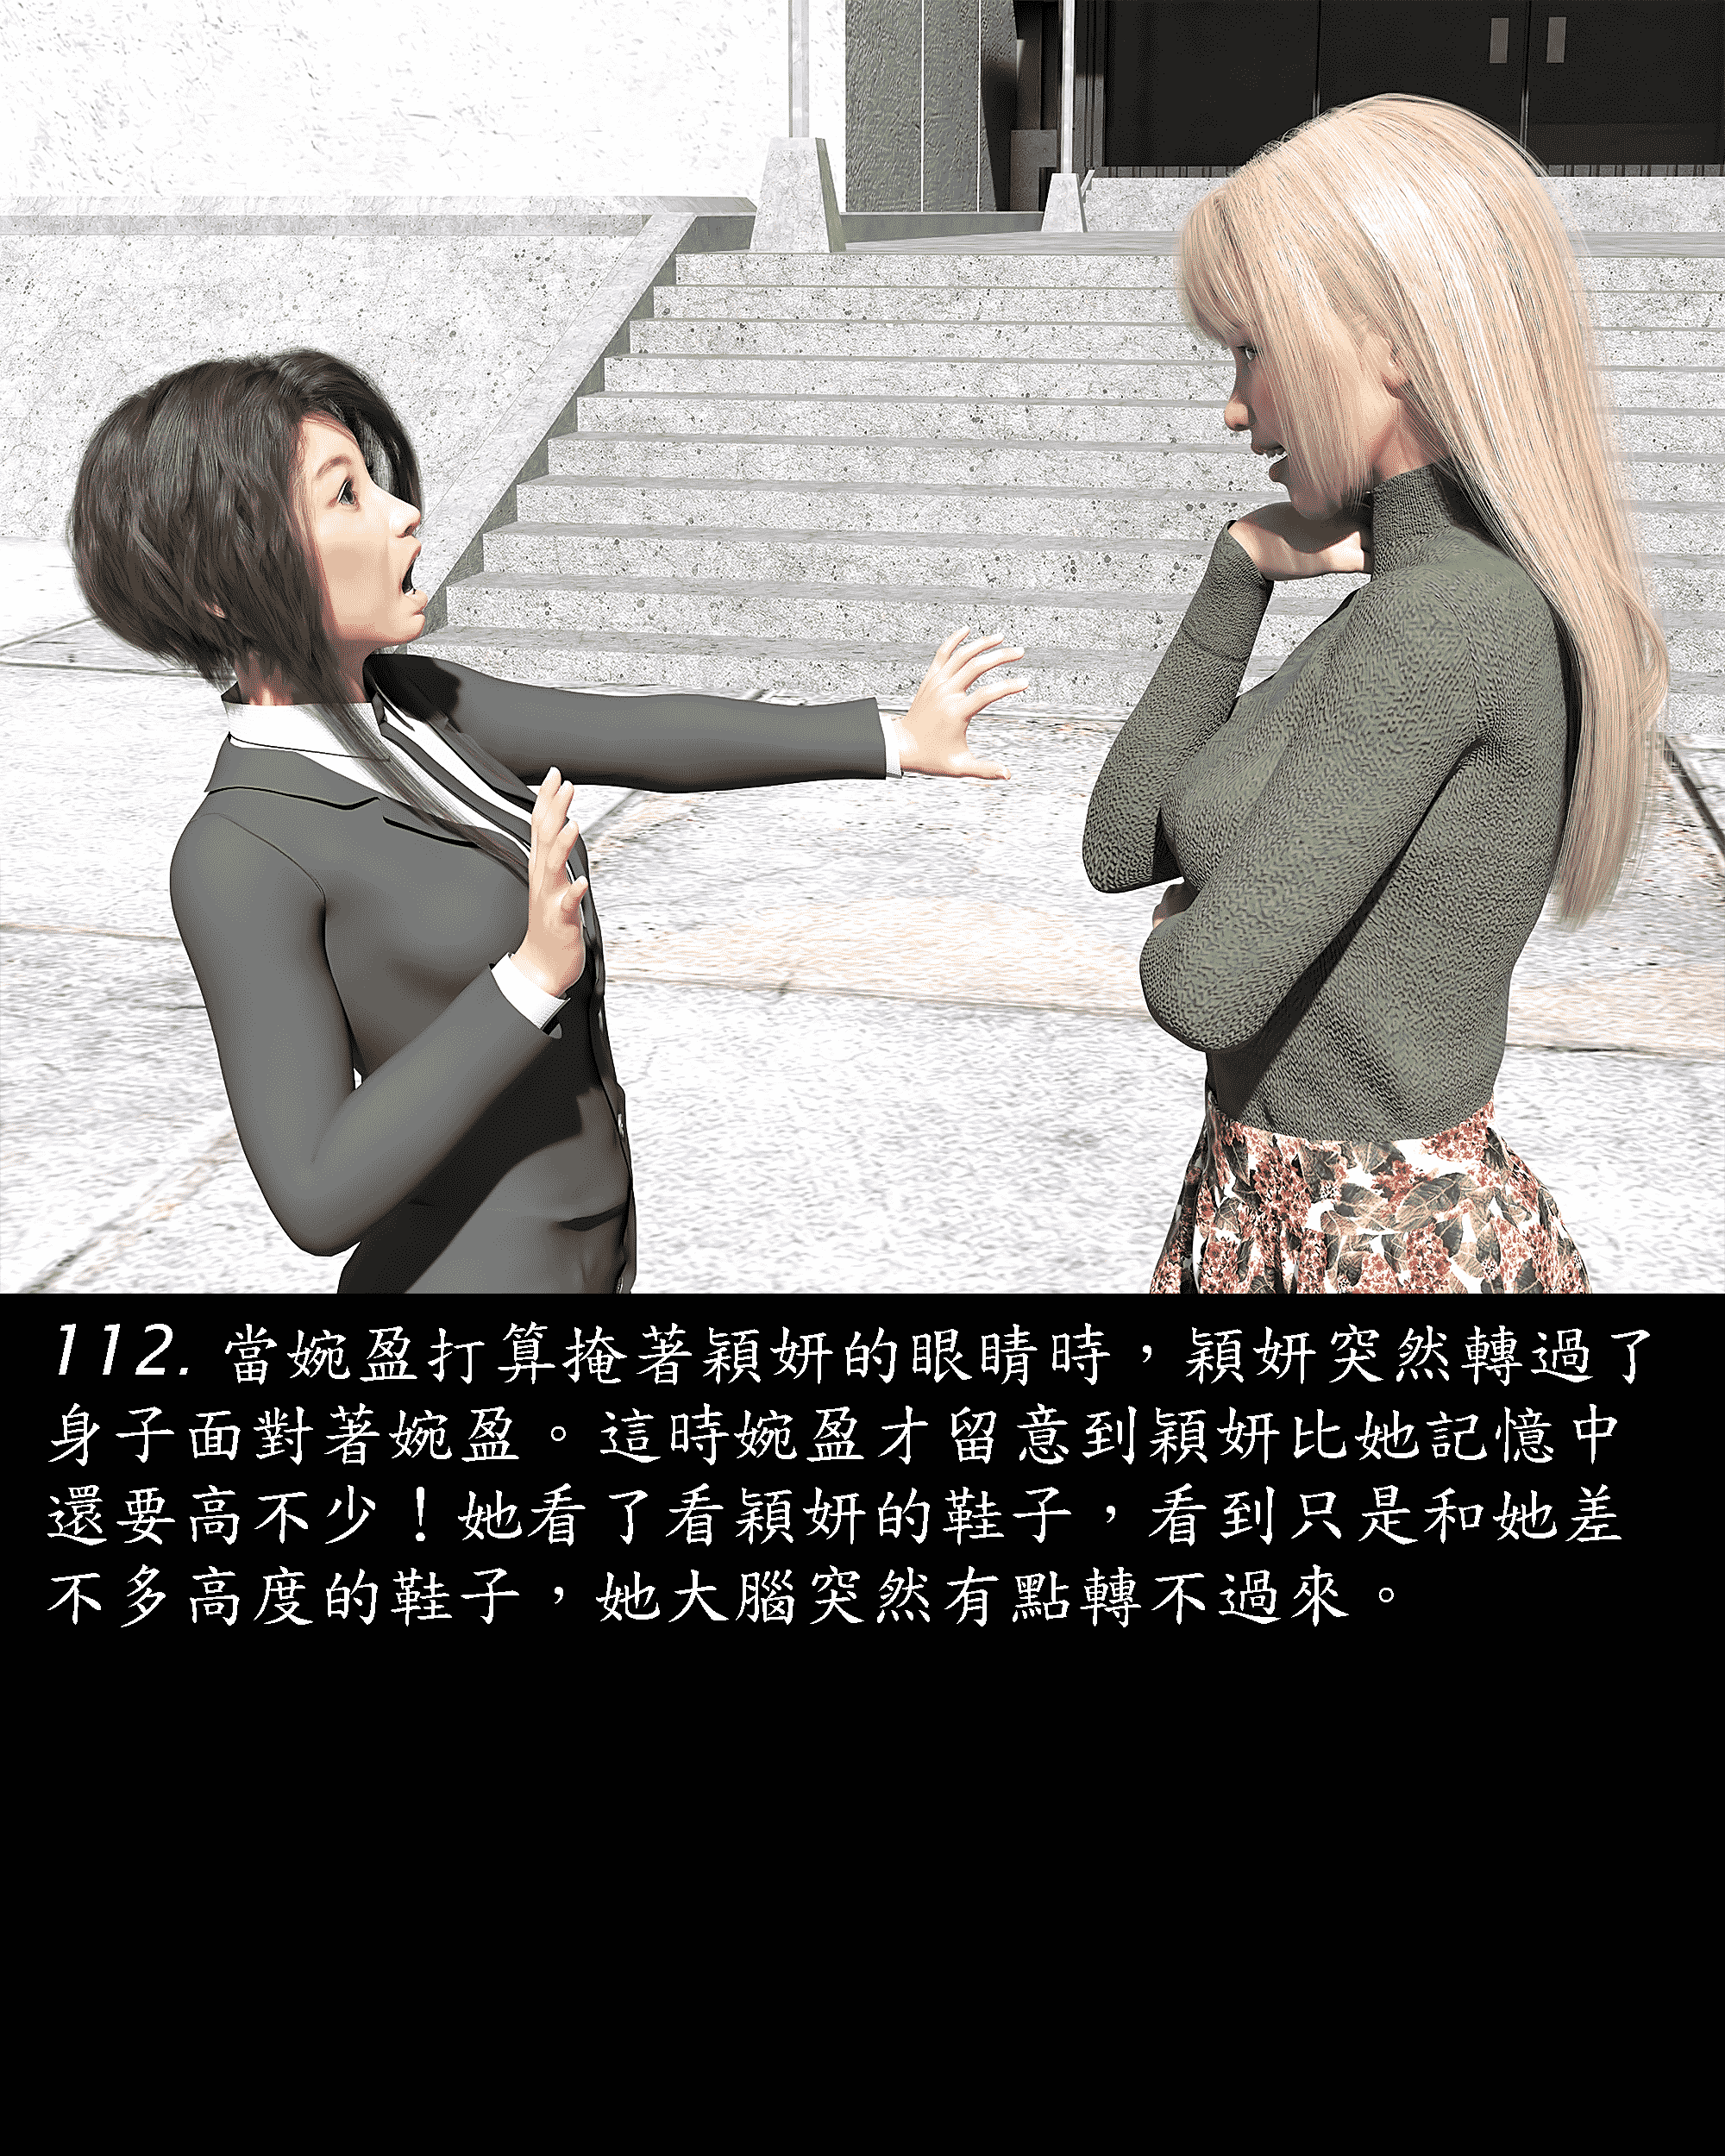 112. 當婉盈打算掩著穎妍的眼睛時，穎妍突然轉過了
身子面對著婉盈。這時婉盈才留意到穎妍比她記憶中
還要高不少！她看了看穎妍的鞋子，看到只是和她差
不多高度的鞋子，她大腦突然有點轉不過來。